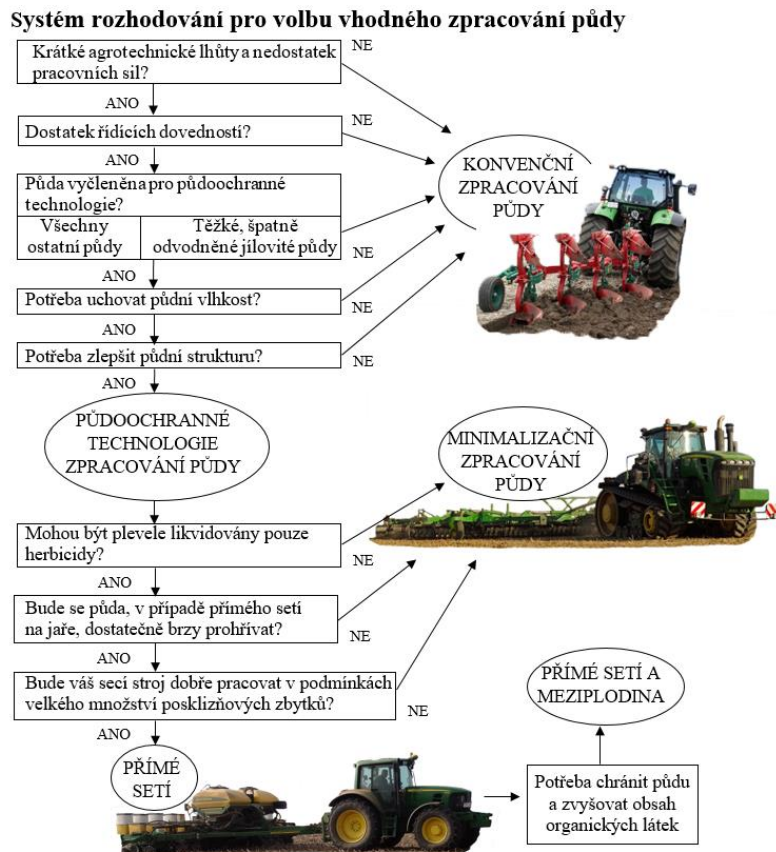 Systém rozhodování pro volbu vhodného zpracování půdy
Krátké agrotechnické lhůty a nedostatek
pracovních sil?
NE
ANO
Dostatek řídících dovedností?
NE
ANO
KONVENČNÍ
ZPRACOVÁNÍ
PŮDY
Půda vyčleněna pro půdoochranné
technologie?
Všechny
ostatní půdy
Těžké, špatně
odvodněné jílovité půdy
NE
ANO
Potřeba uchovat půdní vlhkost?
NE
ANO
Potřeba zlepšit půdní strukturu?
NE
ANO
PŮDOOCHRANNÉ
TECHNOLOGIE
ZPRACOVÁNÍ PŮDY
MINIMALIZAČNÍ
ZPRACOVÁNÍ
PŮDY
Mohou být plevele likvidovány pouze
herbicidy?
NE
ANO
Bude se půda, v případě přímého setí
na jaře, dostatečně brzy prohřívat?
NE
ANO
Bude váš secí stroj dobře pracovat v podmínkách
velkého množství posklizňových zbytků?
NE
ANO
PŘÍMÉ SETÍ A
MEZIPLODINA
PŘÍMÉ
SETÍ
Potřeba chránit půdu
a zvyšovat obsah
organických látek